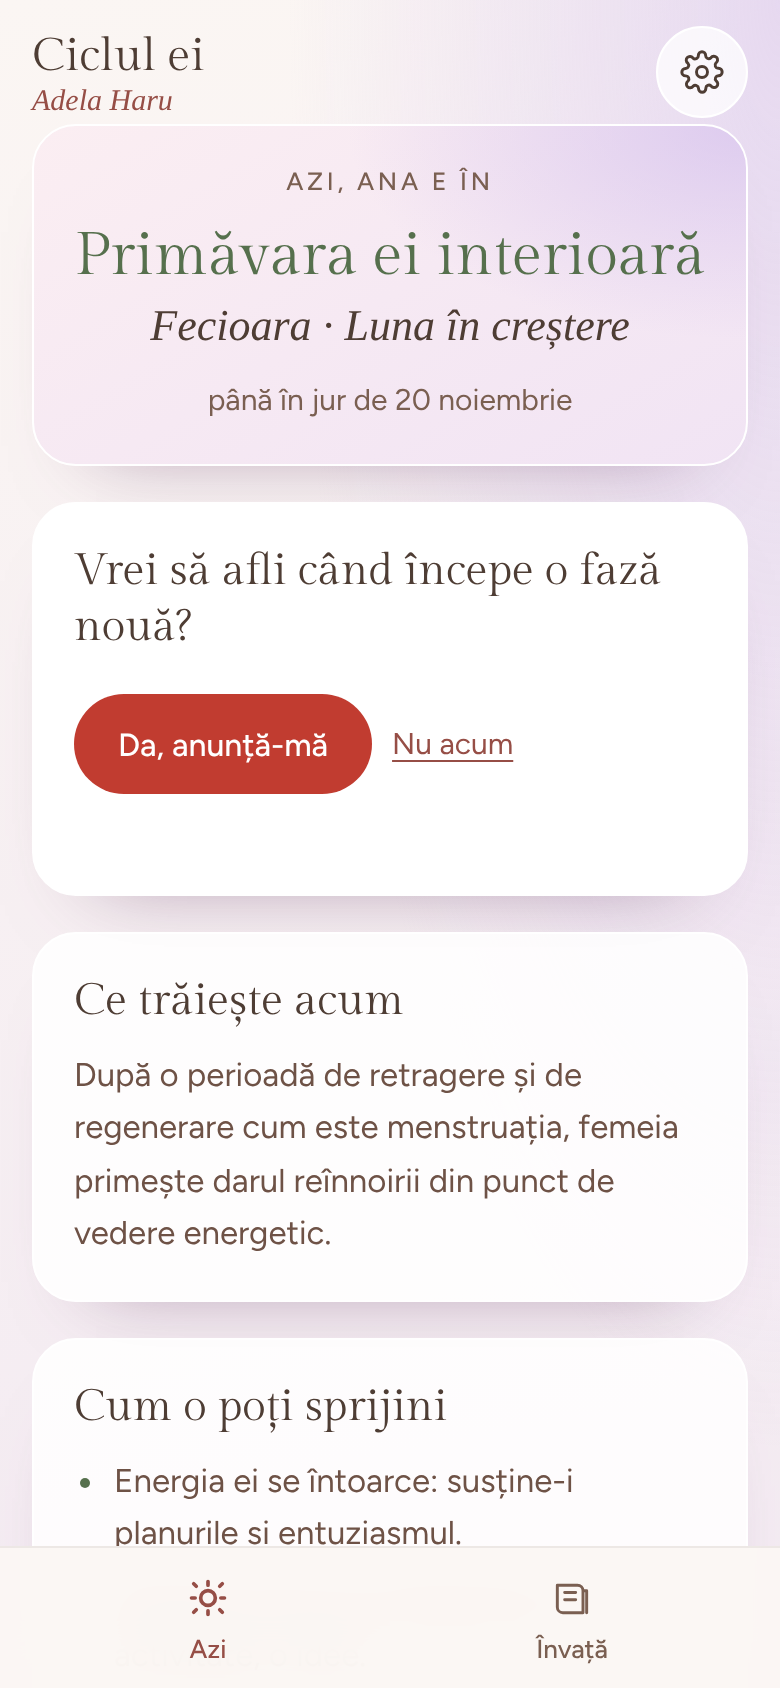 Ciclul ei
Adela Haru
AZI, ANA E ÎN
Primăvara ei interioară
Fecioara · Luna în creștere
până în jur de 20 noiembrie
Vrei să afli când începe o fază
nouă?
Da, anunță-mă
Nu acum
Ce trăiește acum
După o perioadă de retragere și de
regenerare cum este menstruația, femeia
primește darul reînnoirii din punct de
vedere energetic.
Cum o poți sprijini
• Energia ei se întoarce: susține-i
planurile și entuziasmul.
Azi
Învață